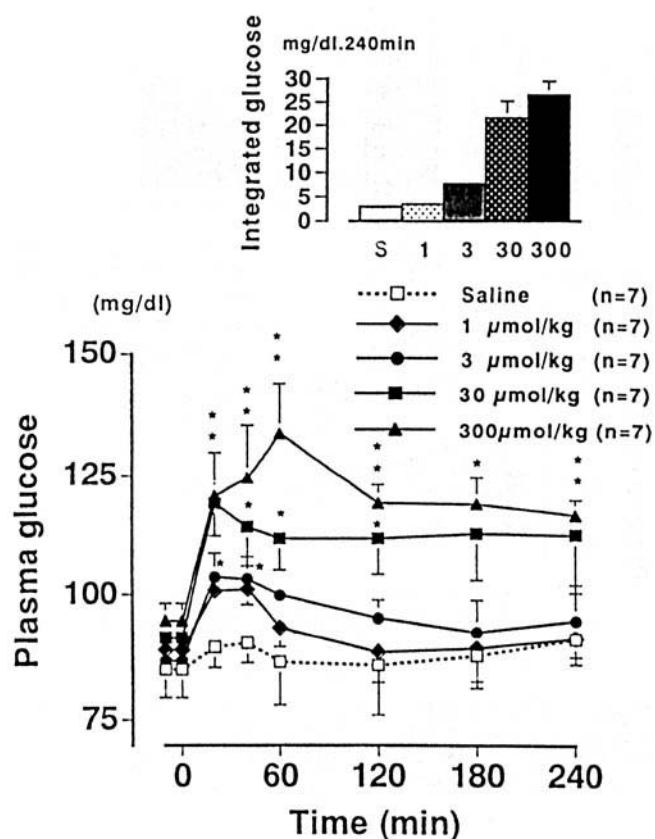 mg/dl.240min
Integrated glucose
30
25
20
15
10
5
0
S 1 3 30 300
(mg/dl)
Saline (n=7)
1 µmol/kg (n=7)
3 µmol/kg (n=7)
30 µmol/kg (n=7)
300µmol/kg (n=7)
Plasma glucose
150
125
100
75
0 60 120 180 240
Time (min)